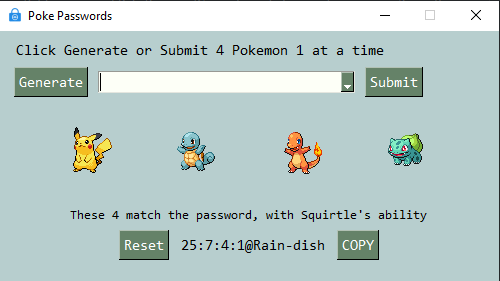 Poke Passwords
Click Generate or Submit 4 Pokemon 1 at a time
Generate Submit
These 4 match the password, with Squirtle's ability
Reset 25:7:4:1@Rain-dish COPY